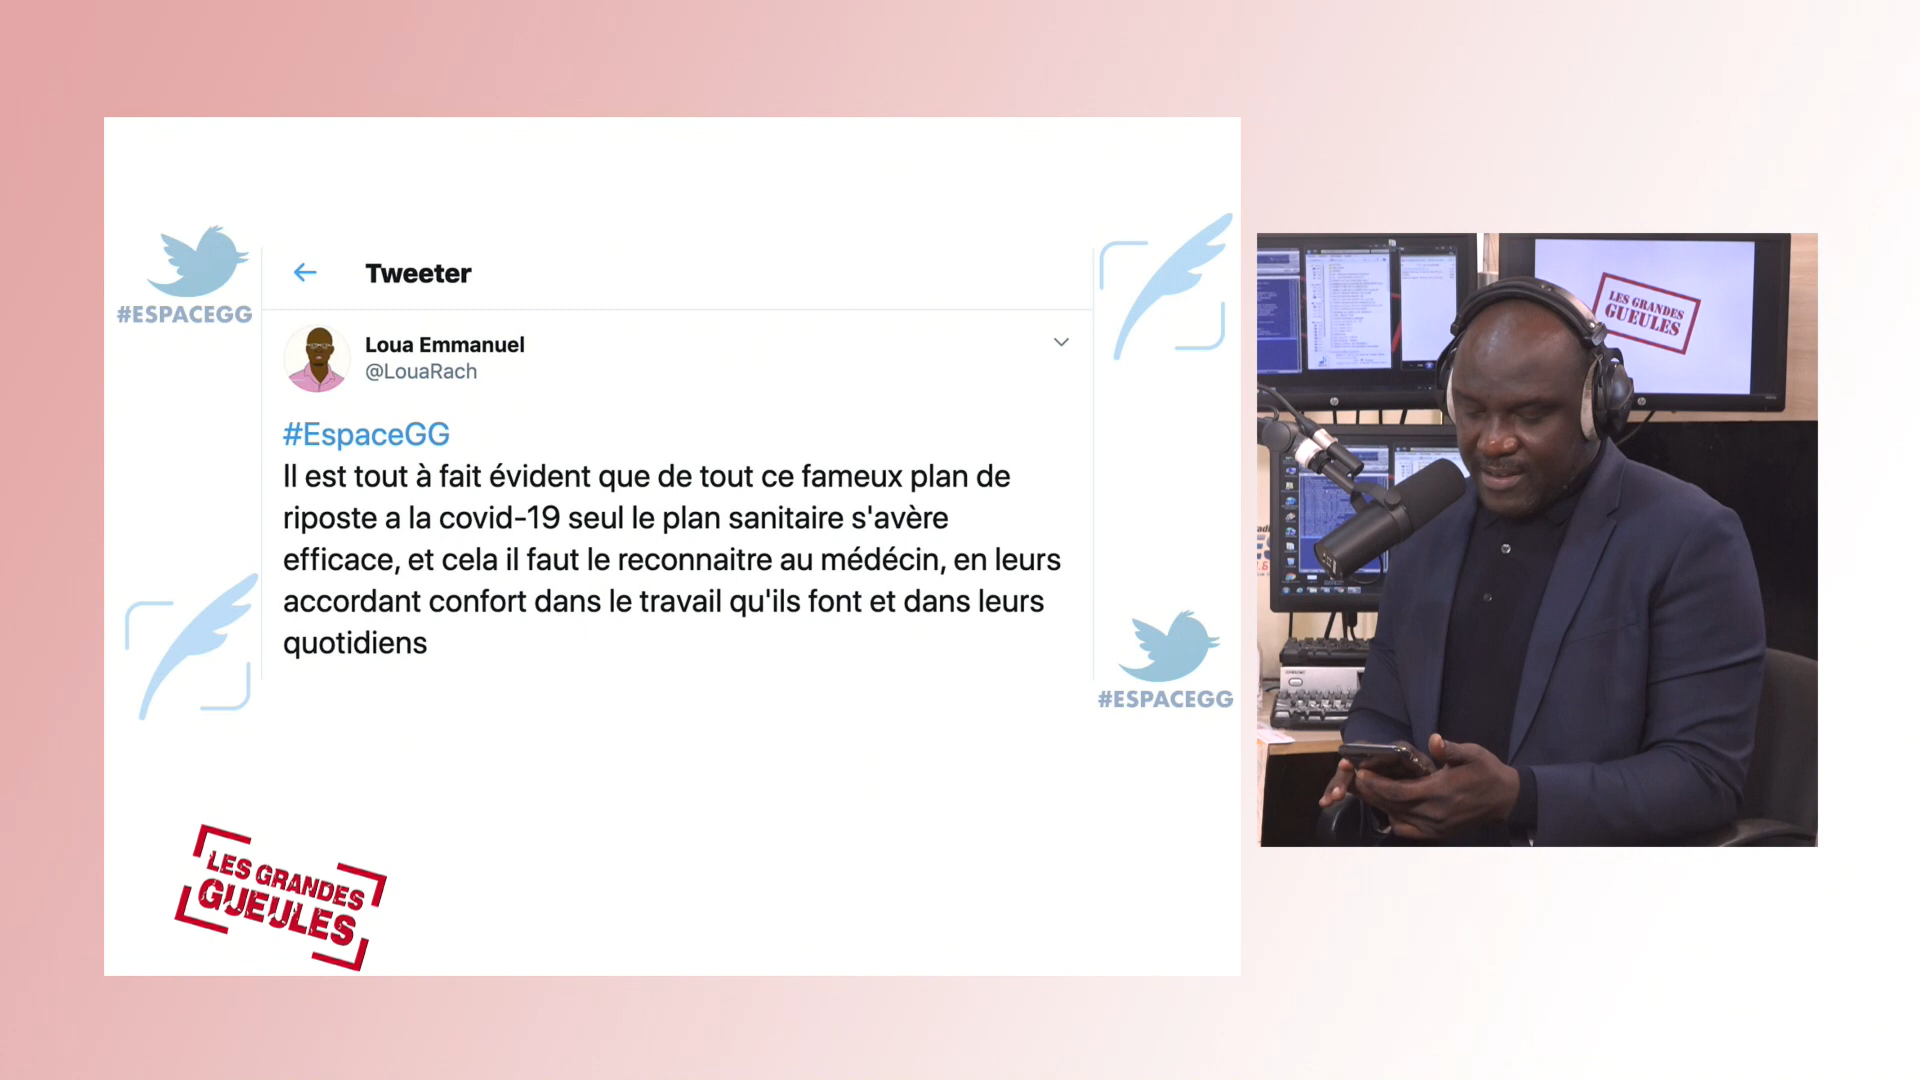 #ESPACEGG
Tweeter
Loua Emmanuel
@LouaRach
#EspaceGG
Il est tout à fait évident que de tout ce fameux plan de
riposte a la covid-19 seul le plan sanitaire s'avère
efficace, et cela il faut le reconnaitre au médécin, en leurs
accordant confort dans le travail qu'ils font et dans leurs
quotidiens
#ESPACEGG
LES GRANDES
GUEULES
LES GRANDES
GUEULES